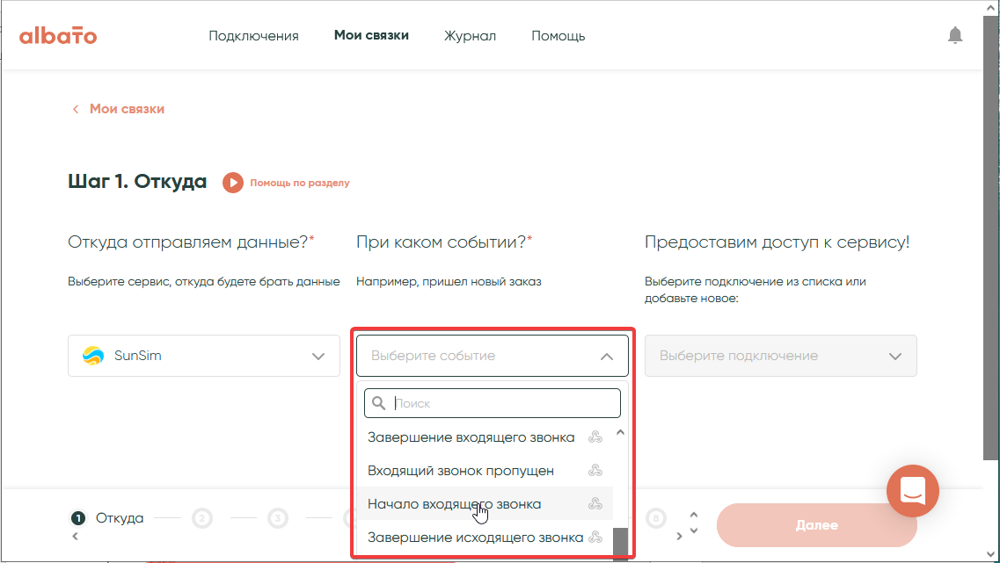 albato
Подключения
Мои связки
Журнал
Помощь
Мои связки
Шаг 1. Откуда
Помощь по разделу
Откуда отправляем данные?*
Выберите сервис, откуда будете брать данные
SunSim
При каком событии?*
Например, пришел новый заказ
Выберите событие
Поиск
Завершение входящего звонка
Входящий звонок пропущен
Начало входящего звонка
Завершение исходящего звонка
Предоставим доступ к сервису!
Выберите подключение из списка или
добавьте новое:
Выберите подключение
1 Откуда
2
3
8
Далее